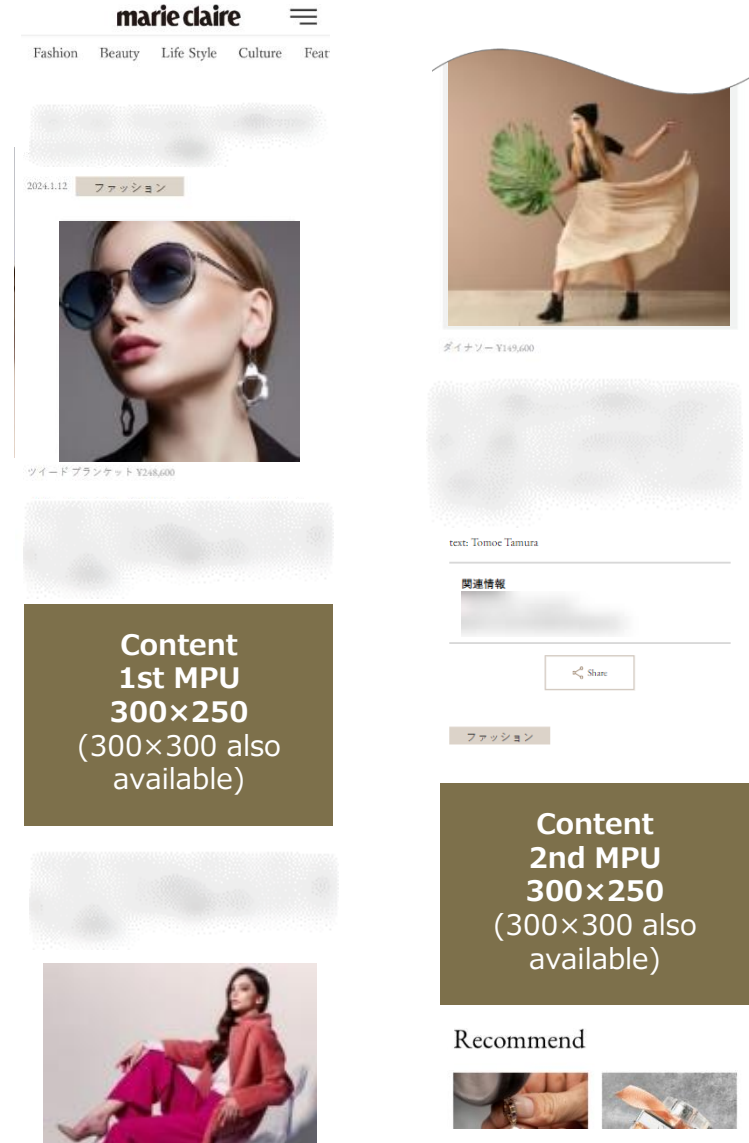 marie claire
Fashion Beauty Life Style Culture Feat
2024.1.12 ファッション
ツイード ブランケット ¥248,600
Content
1st MPU
300×250
(300×300 also
available)
ダイナソー ¥149,600
text: Tomoe Tamura
関連情報
Share
ファッション
Content
2nd MPU
300×250
(300×300 also
available)
Recommend